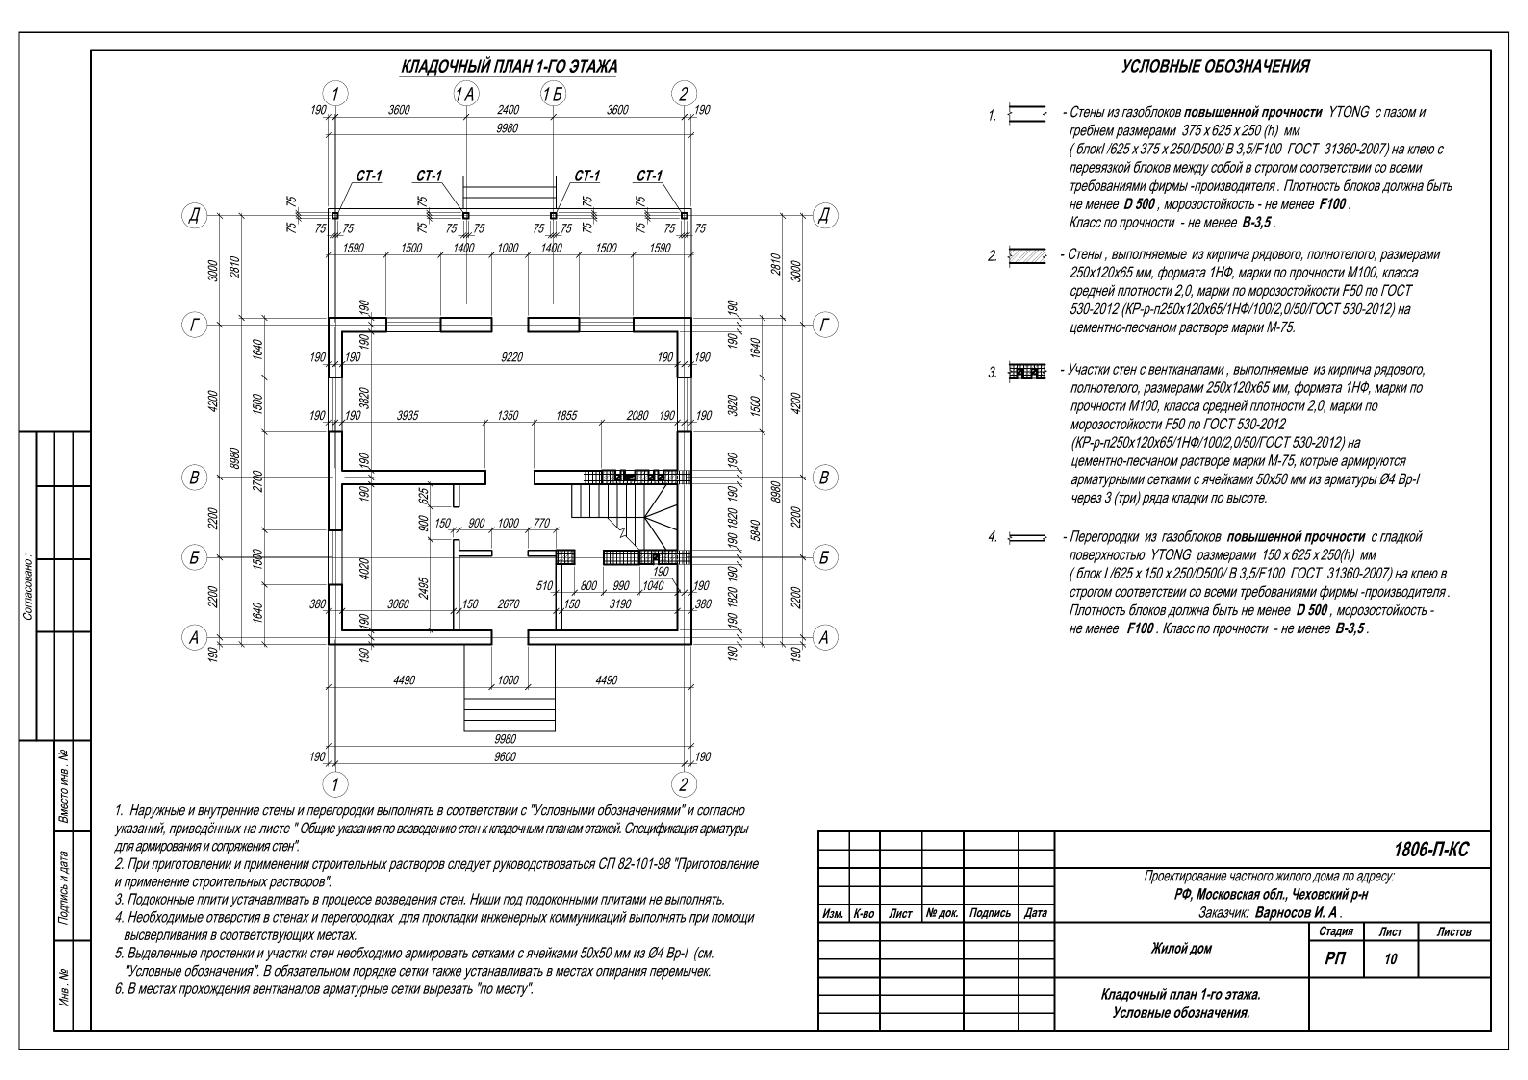 КЛАДОЧНЫЙ ПЛАН 1-ГО ЭТАЖА
1
1А
1Б
2
190 3600 2400 3600 190
9980
СТ-1 СТ-1 СТ-1 СТ-1
75 75 75 75
Д Д
75 75 75 75
75 75 75 75 75 75 75 75
1590 1500 1400 1000 1400 1500 1590
3000 2810 2810 3000
190 190
Г Г
190 190
1640 1640
190 190 9220 190 190
4200 1500 3820 3820 1500 4200
190 190 3935 1350 1855 2080 190 190
8980 2700
190 190
В В
190 190
625
8980
2200 900 150 900 1000 770 1820 5840 2200
190
Б Б
1500 4020 2495 190
510 600 990 1040 190 190
2200 1640 1820 2200
380 3060 150 2670 150 3190 380
190 190
А А
190 190 190 190
4490 1000 4490
9980
190 9600 190
1 2
1. Наружные и внутренние стены и перегородки выполнять в соответствии с "Условными обозначениями" и согласно
указаний, приведённых на листе " Общие указания по возведению стен к кладочным планам этажей. Спецификация арматуры
для армирования и сопряжения стен".
2. При приготовлении и применении строительных растворов следует руководствоваться СП 82-101-98 "Приготовление
и применение строительных растворов".
3. Подоконные плиты устанавливать в процессе возведения стен. Ниши под подоконными плитами не выполнять.
4. Необходимые отверстия в стенах и перегородках для прокладки инженерных коммуникаций выполнять при помощи
высверливания в соответствующих местах.
5. Выделенные простенки и участки стен необходимо армировать сетками с ячейками 50х50 мм из Ø4 Вр-I (см.
"Условные обозначения". В обязательном порядке сетки также устанавливать в местах опирания перемычек.
6. В местах прохождения вентканалов арматурные сетки вырезать "по месту".
УСЛОВНЫЕ ОБОЗНАЧЕНИЯ
1. - Стены из газоблоков повышенной прочности YTONG с пазом и
гребнем размерами 375 х 625 х 250 (h) мм
( блок I /625 х 375 х 250/D500/ В 3,5/F100 ГОСТ 31360-2007) на клею с
перевязкой блоков между собой в строгом соответствии со всеми
требованиями фирмы -производителя . Плотность блоков должна быть
не менее D 500 , морозостойкость - не менее F100 .
Класс по прочности - не менее В-3,5 .
2. - Стены , выполняемые из кирпича рядового, полнотелого, размерами
250х120х65 мм, формата 1НФ, марки по прочности М100, класса
средней плотности 2,0, марки по морозостойкости F50 по ГОСТ
530-2012 (КР-р-п250х120х65/1НФ/100/2,0/50/ГОСТ 530-2012) на
цементно-песчаном растворе марки М-75.
3. - Участки стен с вентканалами , выполняемые из кирпича рядового,
полнотелого, размерами 250х120х65 мм, формата 1НФ, марки по
прочности М100, класса средней плотности 2,0, марки по
морозостойкости F50 по ГОСТ 530-2012
(КР-р-п250х120х65/1НФ/100/2,0/50/ГОСТ 530-2012) на
цементно-песчаном растворе марки М-75, котрые армируются
арматурными сетками с ячейками 50х50 мм из арматуры Ø4 Вр-I
через 3 (три) ряда кладки по высоте.
4. - Перегородки из газоблоков повышенной прочности с гладкой
поверхностью YTONG размерами 150 х 625 х 250(h) мм
( блок I /625 х 150 х 250/D500/ В 3,5/F100 ГОСТ 31360-2007) на клею в
строгом соответствии со всеми требованиями фирмы -производителя .
Плотность блоков должна быть не менее D 500 , морозостойкость -
не менее F100 . Класс по прочности - не менее В-3,5 .
Согласовано :
Вместо инв . №
Подпись и дата
Инв . №
1806-П-КС
Проектирование частного жилого дома по адресу:
РФ, Московская обл., Чеховский р-н
Заказчик: Варносов И. А .
Изм. К-во Лист № док. Подпись Дата
Жилой дом
Стадия Лист Листов
РП 10
Кладочный план 1-го этажа.
Условные обозначения.